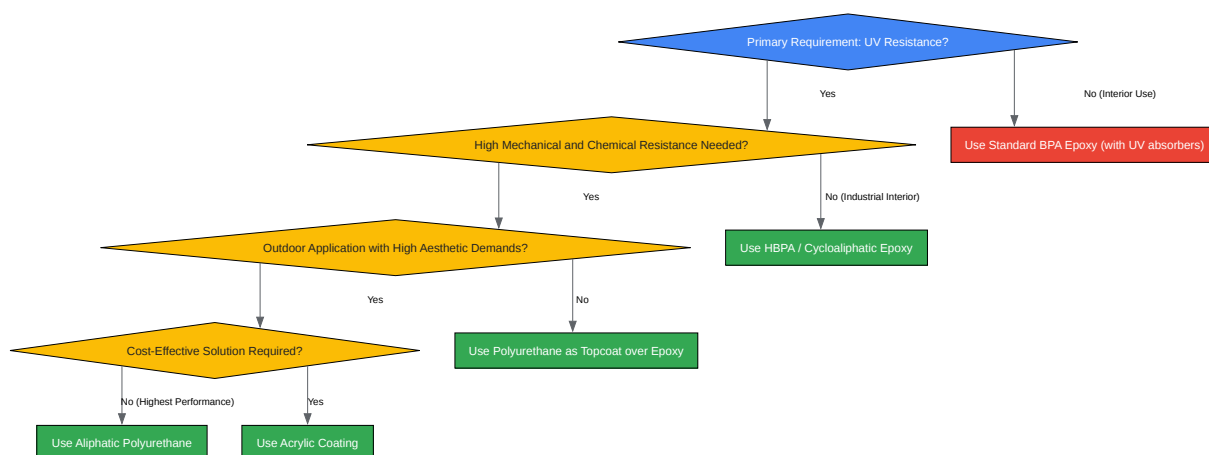 Primary Requirement: UV Resistance?
Yes
No (Interior Use)
High Mechanical and Chemical Resistance Needed?
Use Standard BPA Epoxy (with UV absorbers)
Yes
No (Industrial Interior)
Outdoor Application with High Aesthetic Demands?
Use HBPA / Cycloaliphatic Epoxy
Yes
No
Cost-Effective Solution Required?
Use Polyurethane as Topcoat over Epoxy
No (Highest Performance)
Yes
Use Aliphatic Polyurethane
Use Acrylic Coating